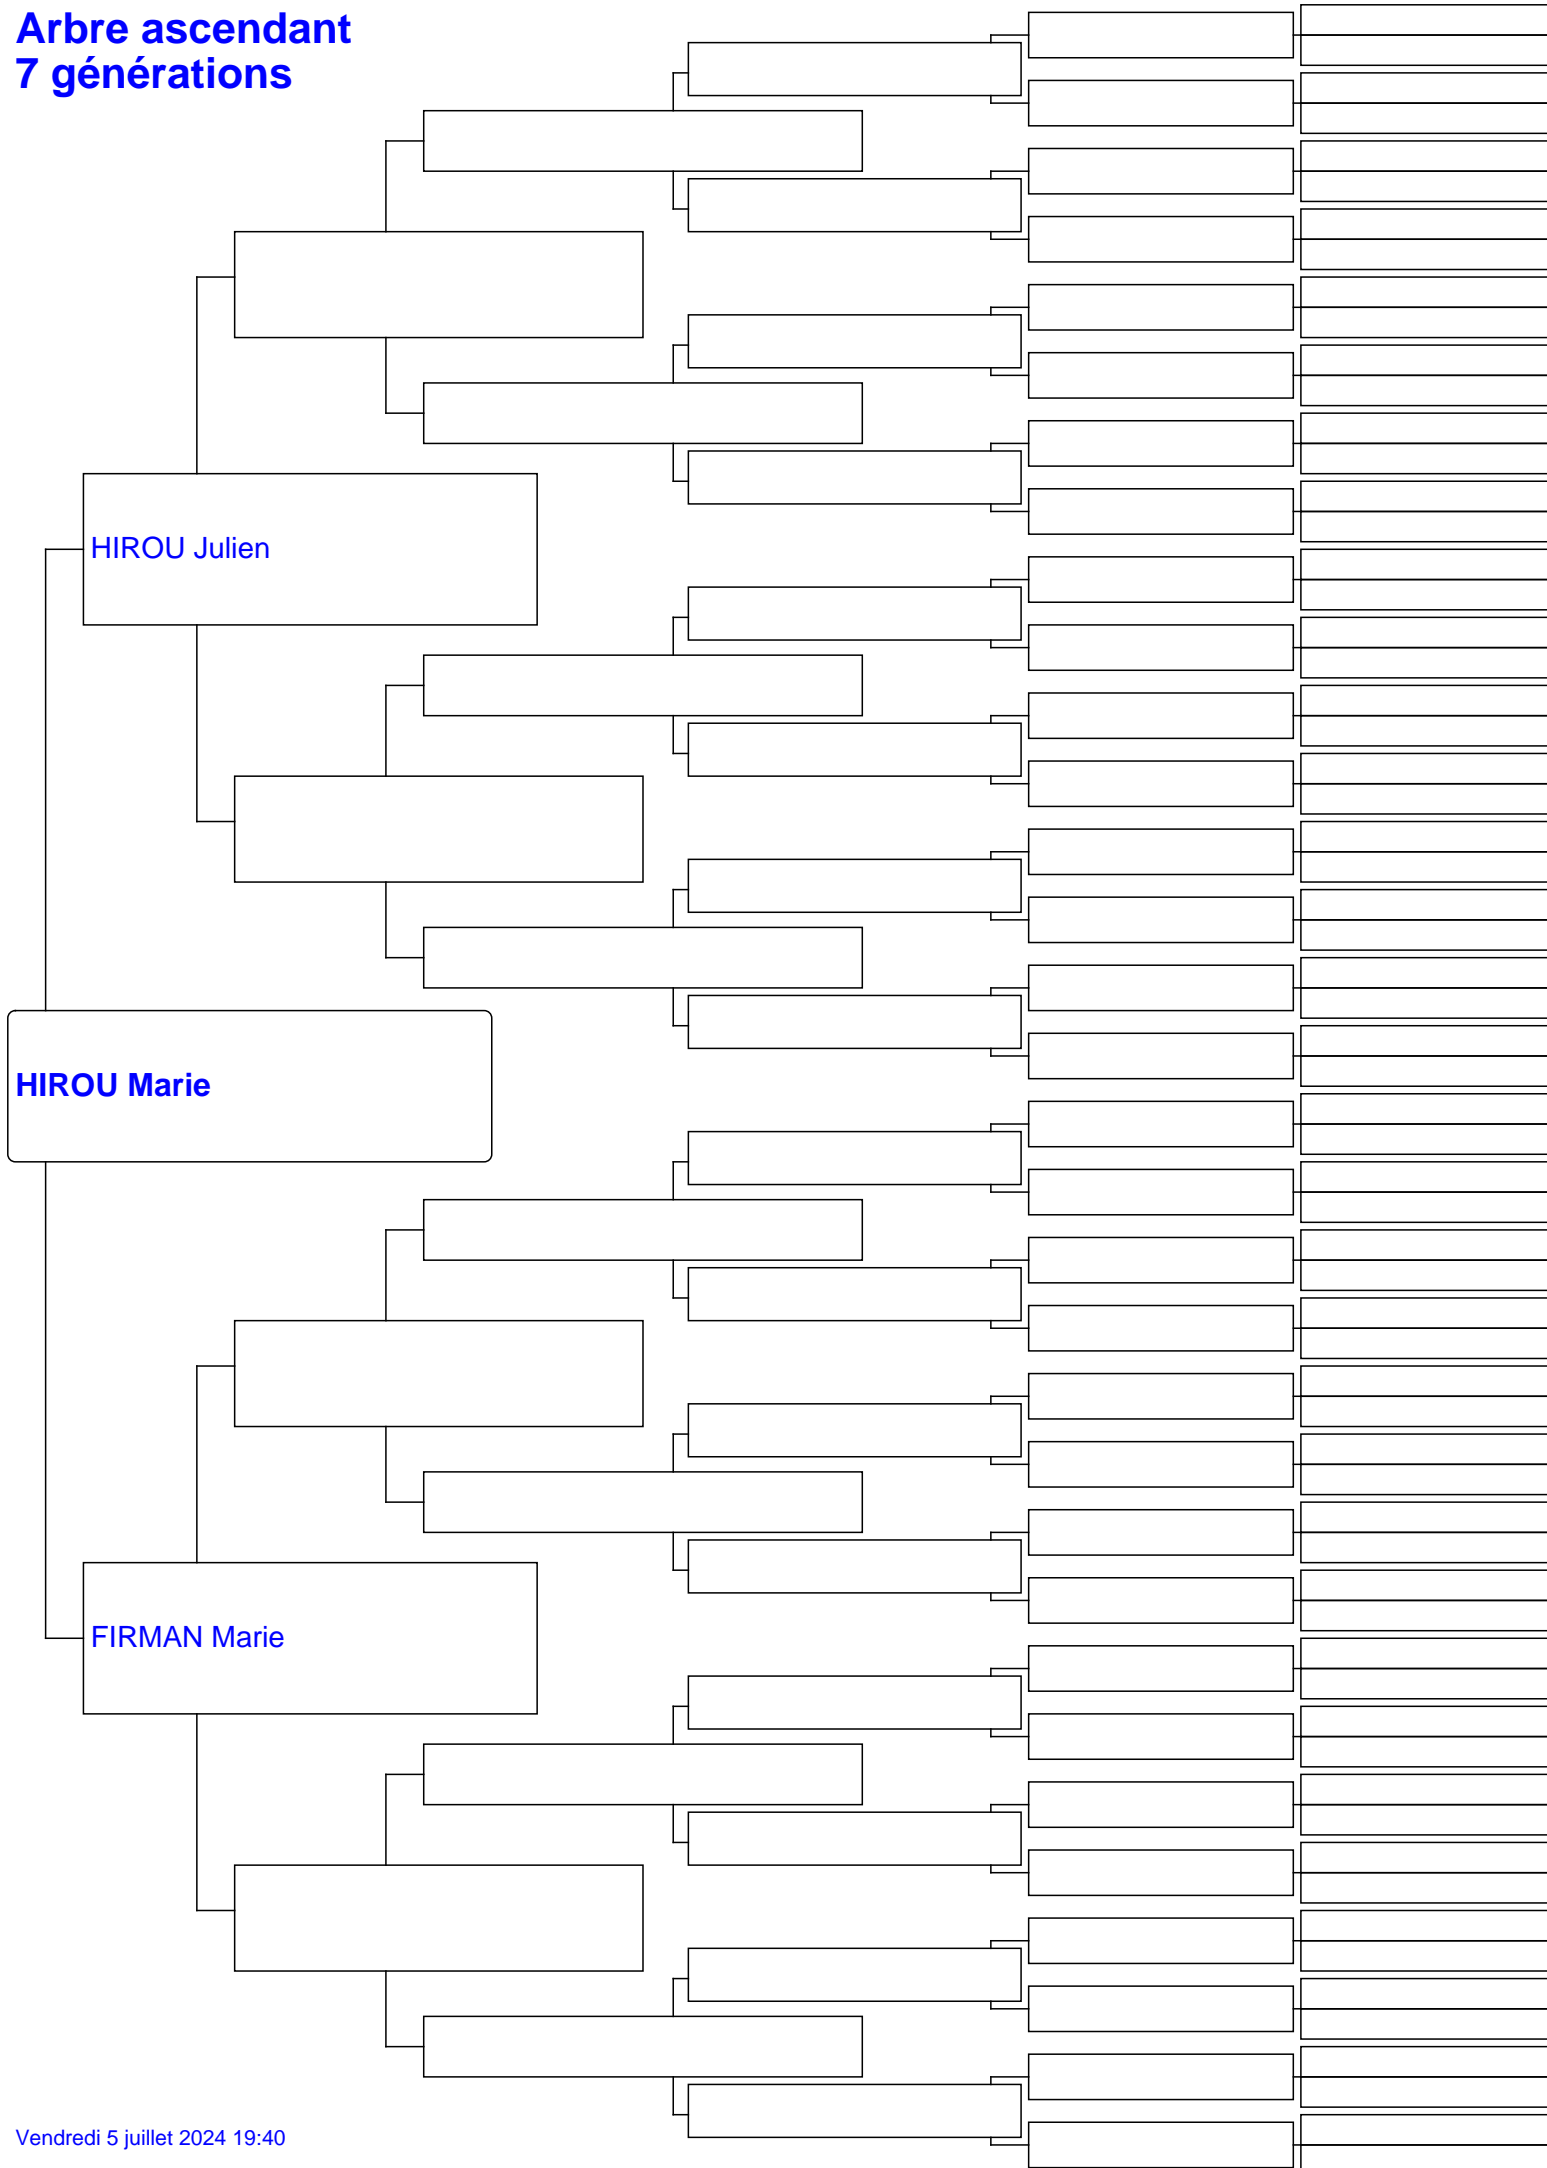 Arbre ascendant
7 générations
HIROU Julien
HIROU Marie
FIRMAN Marie
Vendredi 5 juillet 2024 19:40